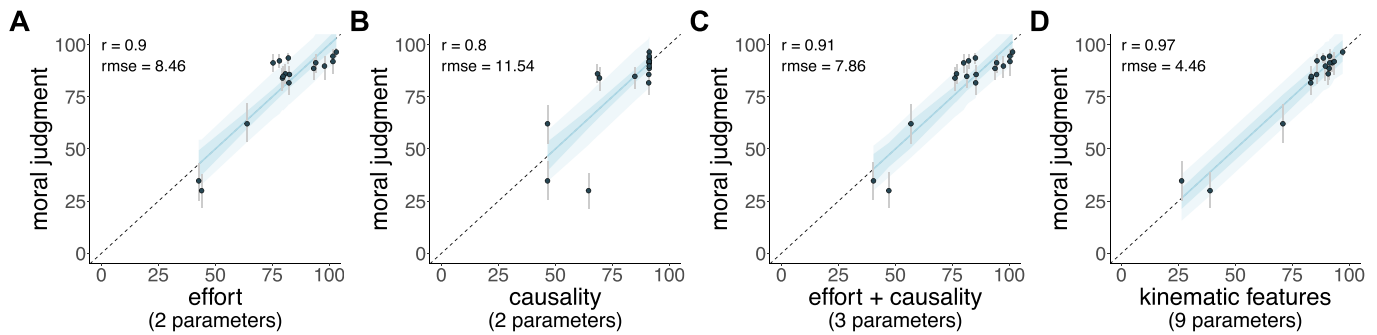 A
r = 0.9
rmse = 8.46
moral judgment
100
75
50
25
0
0 25 50 75 100
effort
(2 parameters)
B
r = 0.8
rmse = 11.54
moral judgment
100
75
50
25
0
0 25 50 75 100
causality
(2 parameters)
C
r = 0.91
rmse = 7.86
moral judgment
100
75
50
25
0
0 25 50 75 100
effort + causality
(3 parameters)
D
r = 0.97
rmse = 4.46
moral judgment
100
75
50
25
0
0 25 50 75 100
kinematic features
(9 parameters)